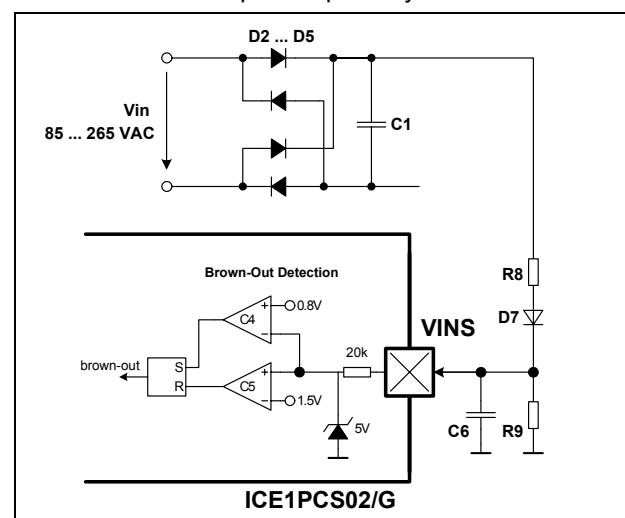 D2 ... D5
Vin
85 ... 265 VAC
C1
R8
Brown-Out Detection
D7
VINS
0.8V
+
C4
−
20k
brown-out
S
R
+
C5
−
1.5V
5V
C6
R9
ICE1PCS02/G